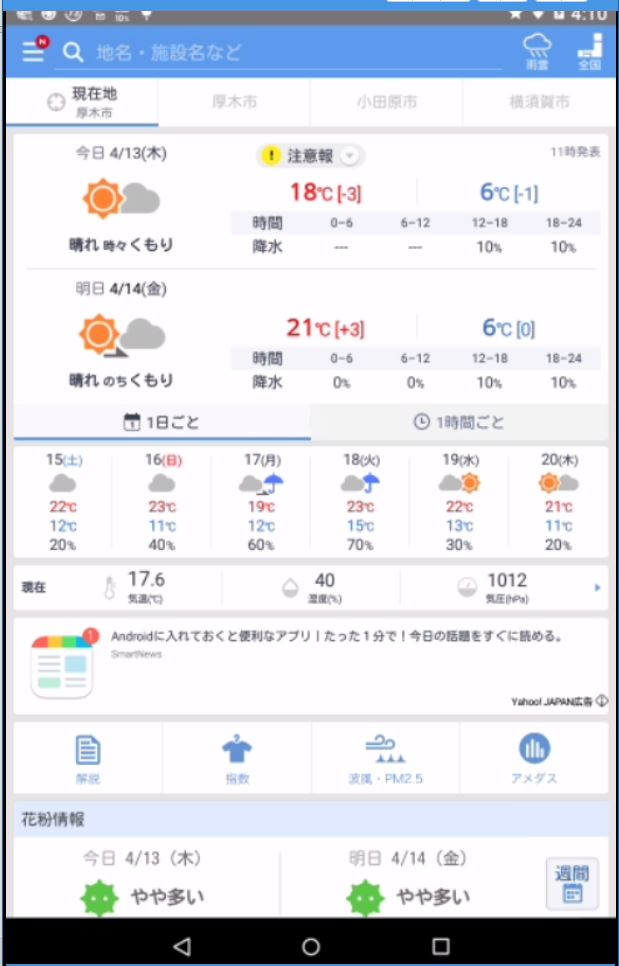 10%
4:10
地名・施設名など
雨雲
全国
現在地
厚木市
厚木市
小田原市
横須賀市
今日 4/13(木)
注意報
11時発表
18℃[-3]
6℃[-1]
時間 0-6 6-12 12-18 18-24
晴れ 時々 くもり
降水 --- --- 10% 10%
明日 4/14(金)
21℃[+3]
6℃[0]
時間 0-6 6-12 12-18 18-24
晴れ のち くもり
降水 0% 0% 10% 10%
1日ごと
1時間ごと
15(土) 16(日) 17(月) 18(火) 19(水) 20(木)
22℃ 23℃ 19℃ 23℃ 22℃ 21℃
12℃ 11℃ 12℃ 15℃ 13℃ 11℃
20% 40% 60% 70% 30% 20%
現在
17.6
気温(℃)
40
湿度(%)
1012
気圧(hPa)
1
Androidに入れておくと便利なアプリ | たった１分で！今日の話題をすぐに読める。
SmartNews
Yahoo! JAPAN広告
解説
指数
波風・PM2.5
アメダス
花粉情報
今日 4/13（木）
明日 4/14（金）
やや多い
やや多い
週間